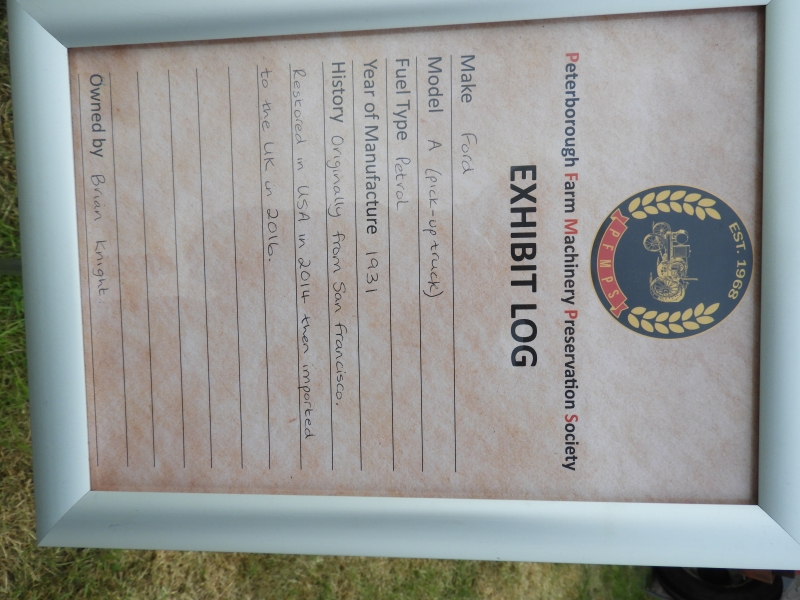 EST. 1968
PFMPS
Peterborough Farm Machinery Preservation Society
EXHIBIT LOG
Make Ford
Model A (pick-up truck)
Fuel Type Petrol
Year of Manufacture 1931
History Originally from San Francisco.
Restored in USA in 2014 then imported
to the UK in 2016.
Owned by Brian Knight